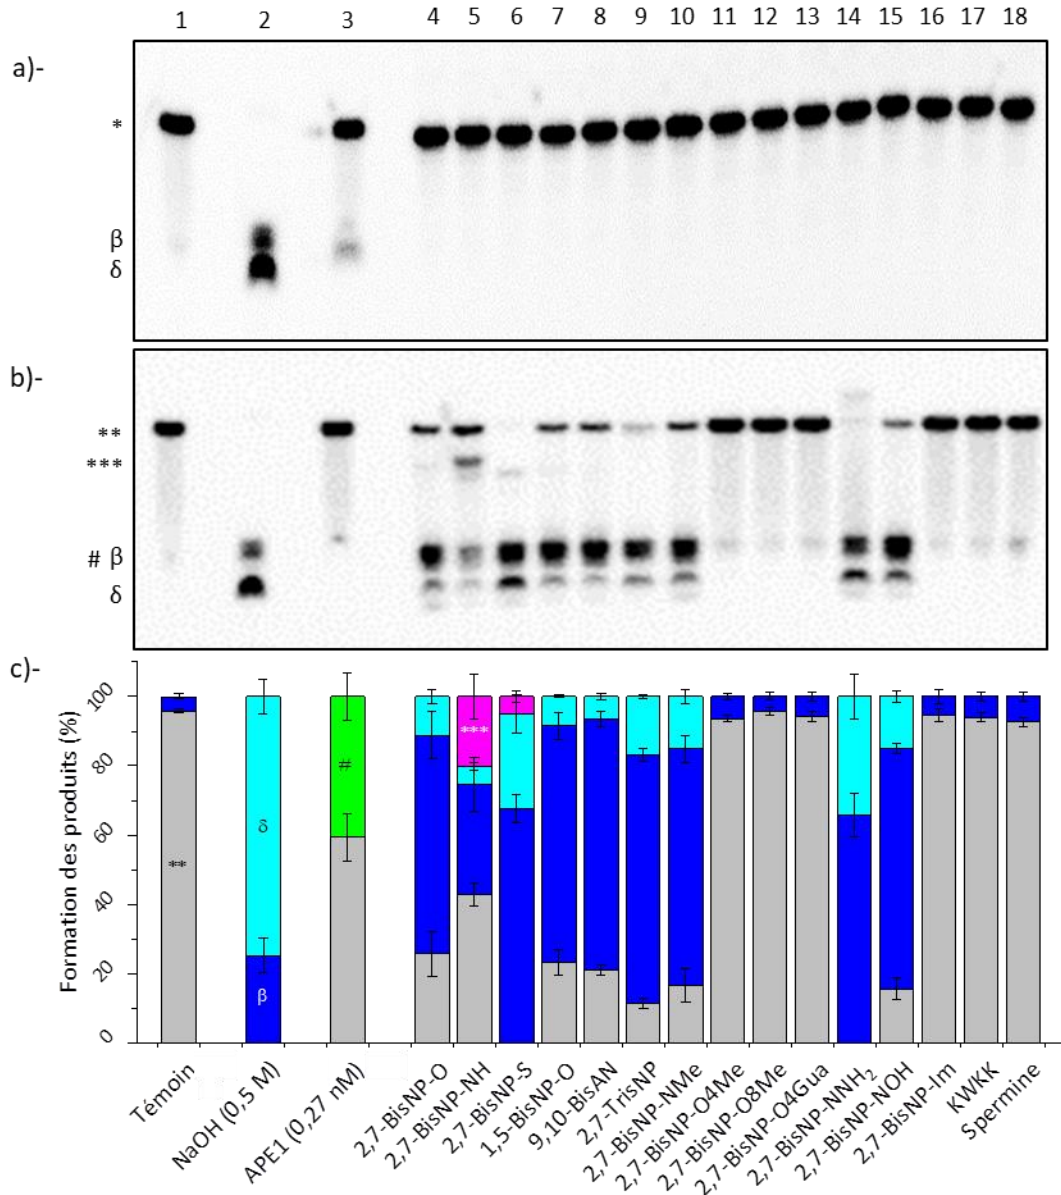 1 2 3 4 5 6 7 8 9 10 11 12 13 14 15 16 17 18
a)-
*
β
δ
b)-
**
***
# β
δ
c)-
Formation des produits (%)
100
80
60
40
20
0
**
δ
β
#
***
Témoin
NaOH (0,5 M)
APE1 (0,27 nM)
2,7-BisNP-O
2,7-BisNP-NH
2,7-BisNP-S
1,5-BisNP-O
9,10-BisAN
2,7-TrisNP
2,7-BisNP-NMe
2,7-BisNP-O4Me
2,7-BisNP-O8Me
2,7-BisNP-O4Gua
2,7-BisNP-NNH₂
2,7-BisNP-NOH
2,7-BisNP-Im
KWKK
Spermine